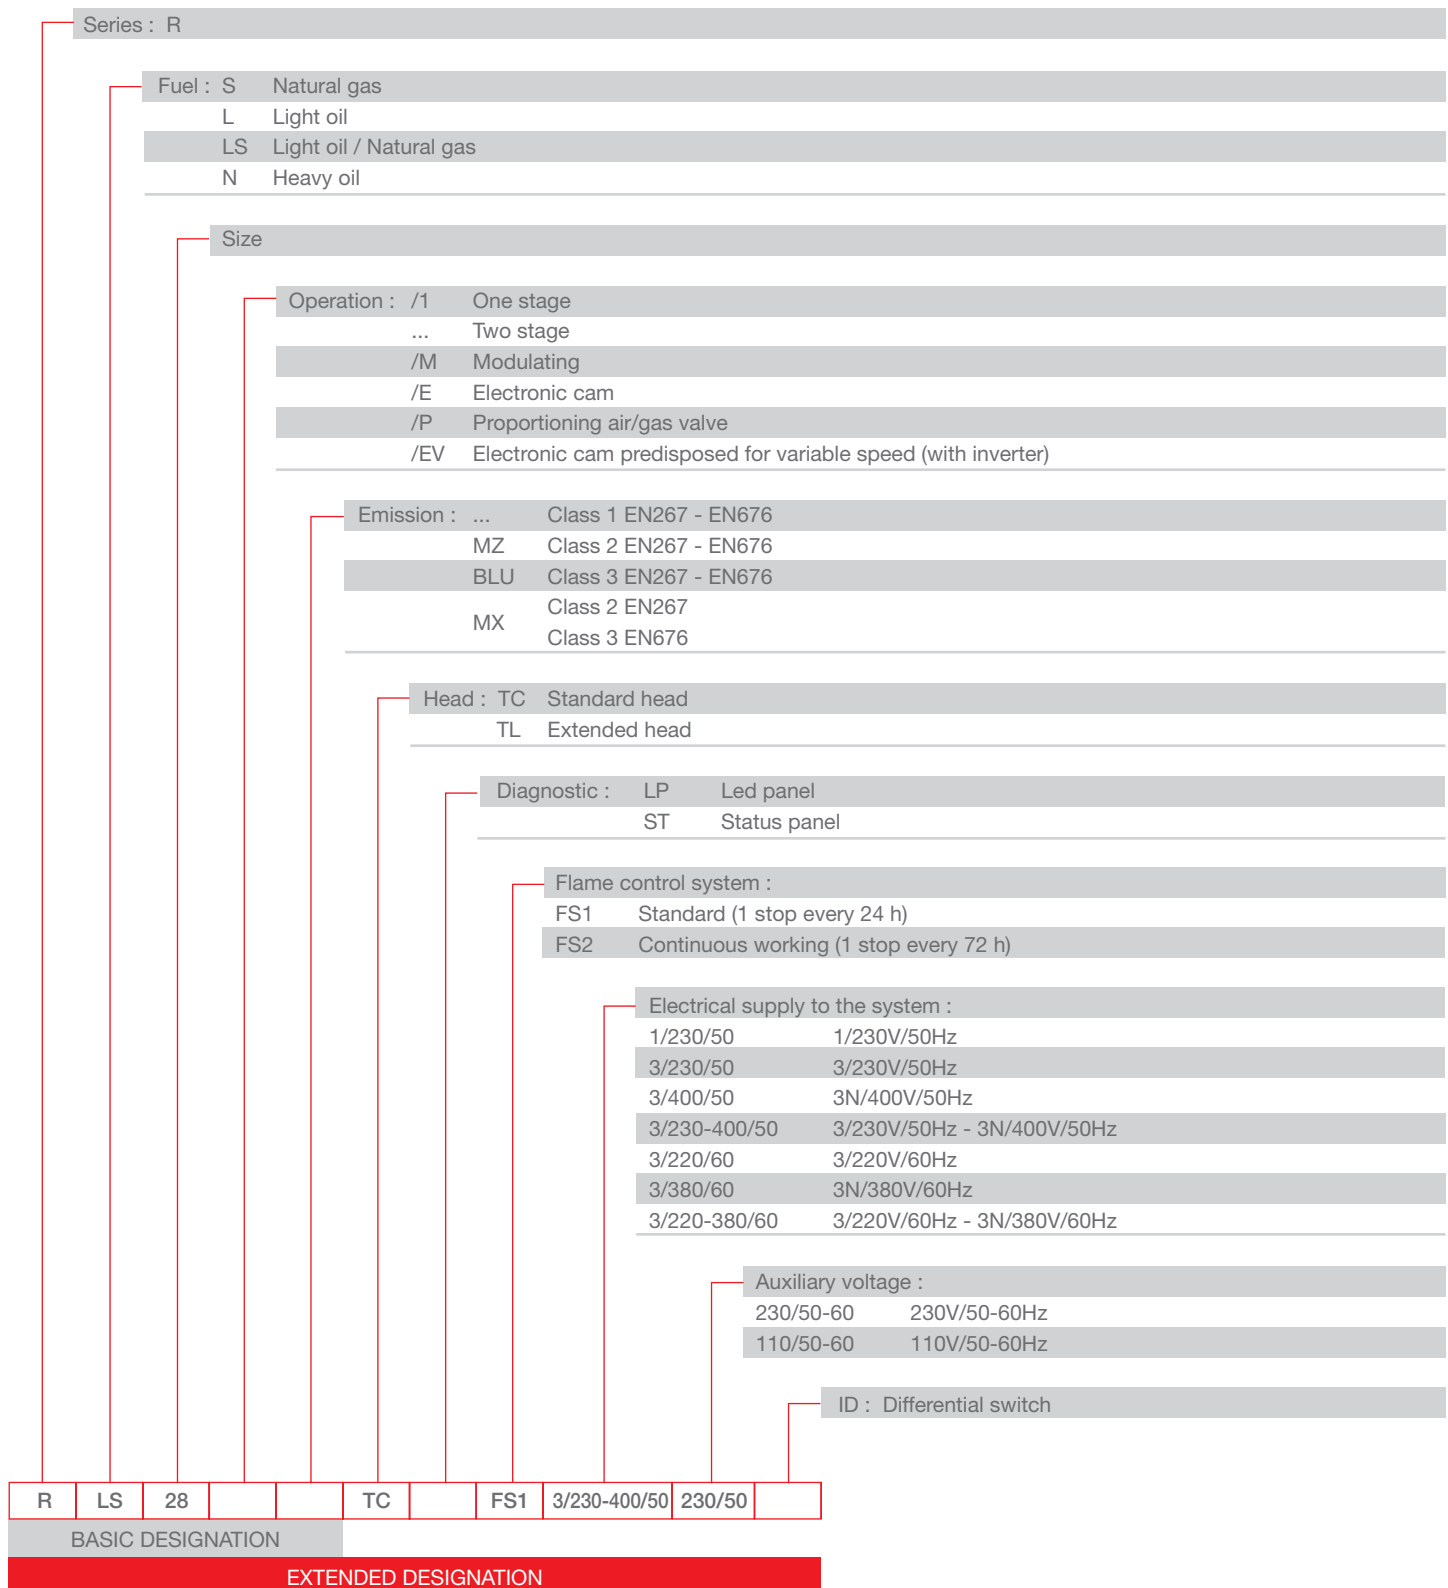 Series : R
Fuel : S Natural gas
L Light oil
LS Light oil / Natural gas
N Heavy oil
Size
Operation : /1 One stage
... Two stage
/M Modulating
/E Electronic cam
/P Proportioning air/gas valve
/EV Electronic cam predisposed for variable speed (with inverter)
Emission : ... Class 1 EN267 - EN676
MZ Class 2 EN267 - EN676
BLU Class 3 EN267 - EN676
MX Class 2 EN267
Class 3 EN676
Head : TC Standard head
TL Extended head
Diagnostic : LP Led panel
ST Status panel
Flame control system :
FS1 Standard (1 stop every 24 h)
FS2 Continuous working (1 stop every 72 h)
Electrical supply to the system :
1/230/50 1/230V/50Hz
3/230/50 3/230V/50Hz
3/400/50 3N/400V/50Hz
3/230-400/50 3/230V/50Hz - 3N/400V/50Hz
3/220/60 3/220V/60Hz
3/380/60 3N/380V/60Hz
3/220-380/60 3/220V/60Hz - 3N/380V/60Hz
Auxiliary voltage :
230/50-60 230V/50-60Hz
110/50-60 110V/50-60Hz
ID : Differential switch
R LS 28 TC FS1 3/230-400/50 230/50
BASIC DESIGNATION
EXTENDED DESIGNATION